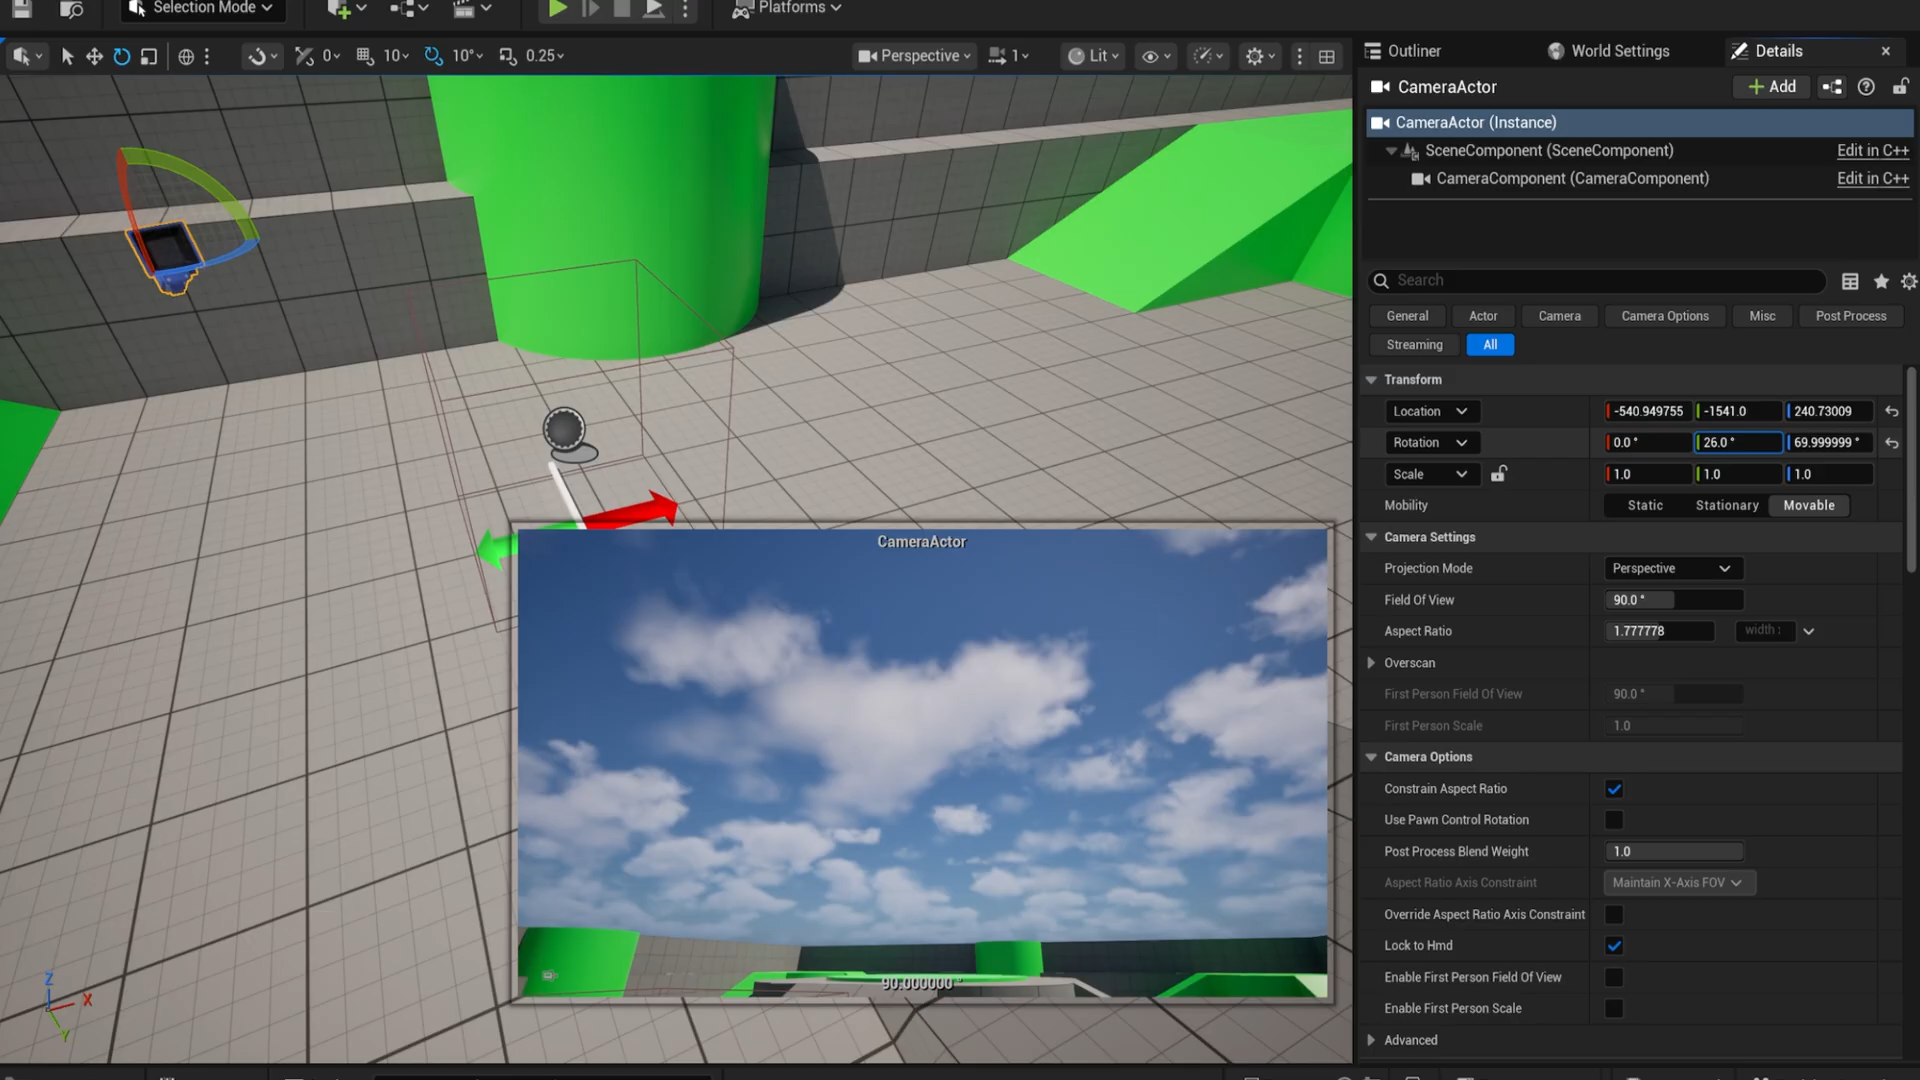 Selection Mode
Platforms
0
10
10°
0.25
Perspective
1
Lit
Outliner
World Settings
Details
CameraActor
Add
CameraActor (Instance)
SceneComponent (SceneComponent)
Edit in C++
CameraComponent (CameraComponent)
Edit in C++
Search
General
Actor
Camera
Camera Options
Misc
Post Process
Streaming
All
Transform
Location
-540.949755
-1541.0
240.73009
Rotation
0.0 °
26.0 °
69.999999 °
Scale
1.0
1.0
1.0
Mobility
Static
Stationary
Movable
Camera Settings
Projection Mode
Perspective
Field Of View
90.0 °
Aspect Ratio
1.777778
width :
Overscan
First Person Field Of View
90.0 °
First Person Scale
1.0
Camera Options
Constrain Aspect Ratio
Use Pawn Control Rotation
Post Process Blend Weight
1.0
Aspect Ratio Axis Constraint
Maintain X-Axis FOV
Override Aspect Ratio Axis Constraint
Lock to Hmd
Enable First Person Field Of View
Enable First Person Scale
Advanced
CameraActor
90.000000 °
Z
X
Y